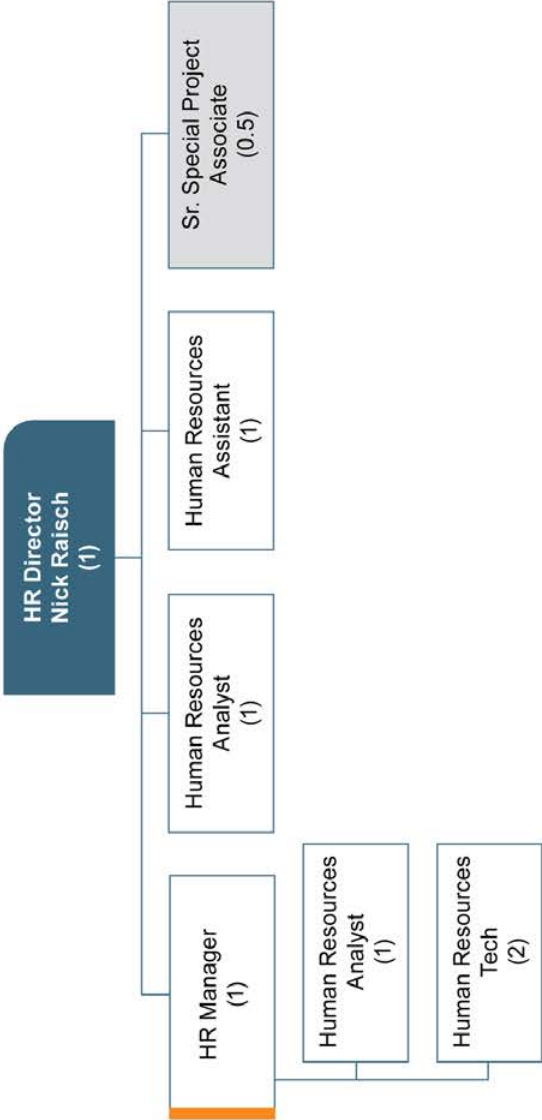 HR Director
Nick Raisch
(1)
HR Manager
(1)
Human Resources
Analyst
(1)
Human Resources
Assistant
(1)
Sr. Special Project
Associate
(0.5)
Human Resources
Analyst
(1)
Human Resources
Tech
(2)